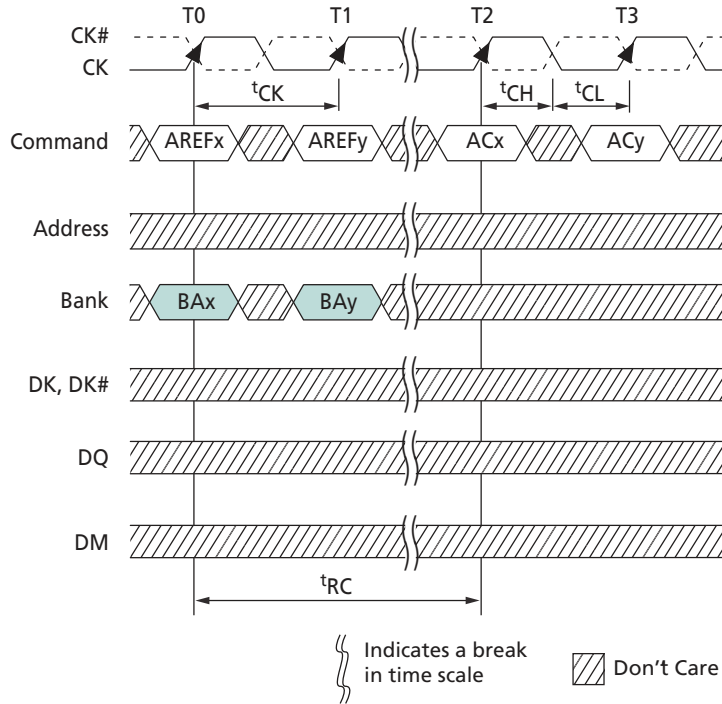 T0 T1 T2 T3
CK#
CK
tCK tCH tCL
Command AREFx AREFy ACx ACy
Address
Bank BAx BAy
DK, DK#
DQ
DM
tRC
Indicates a break
in time scale
Don't Care